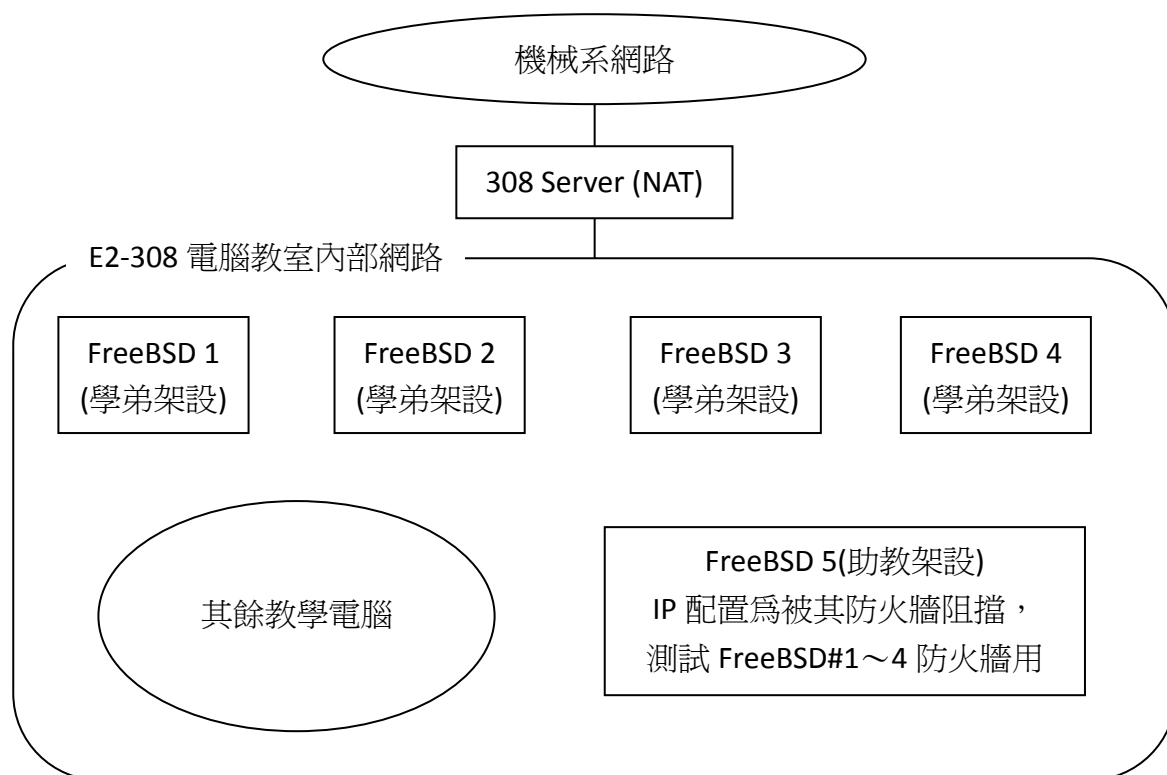 機械系網路
308 Server (NAT)
E2-308 電腦教室內部網路
FreeBSD 1
(學弟架設)
FreeBSD 2
(學弟架設)
FreeBSD 3
(學弟架設)
FreeBSD 4
(學弟架設)
其餘教學電腦
FreeBSD 5(助教架設)
IP 配置為被其防火牆阻擋，
測試 FreeBSD#1～4 防火牆用